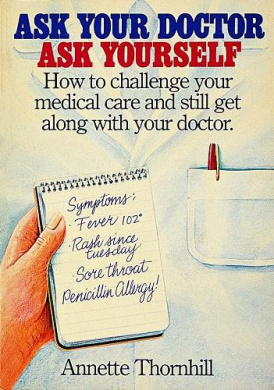 ASK YOUR DOCTOR
ASK YOURSELF
How to challenge your
medical care and still get
along with your doctor.
Symptoms:
· Fever 102°
· Rash since
tuesday
· Sore throat
Penicillin Allergy!
Annette Thornhill